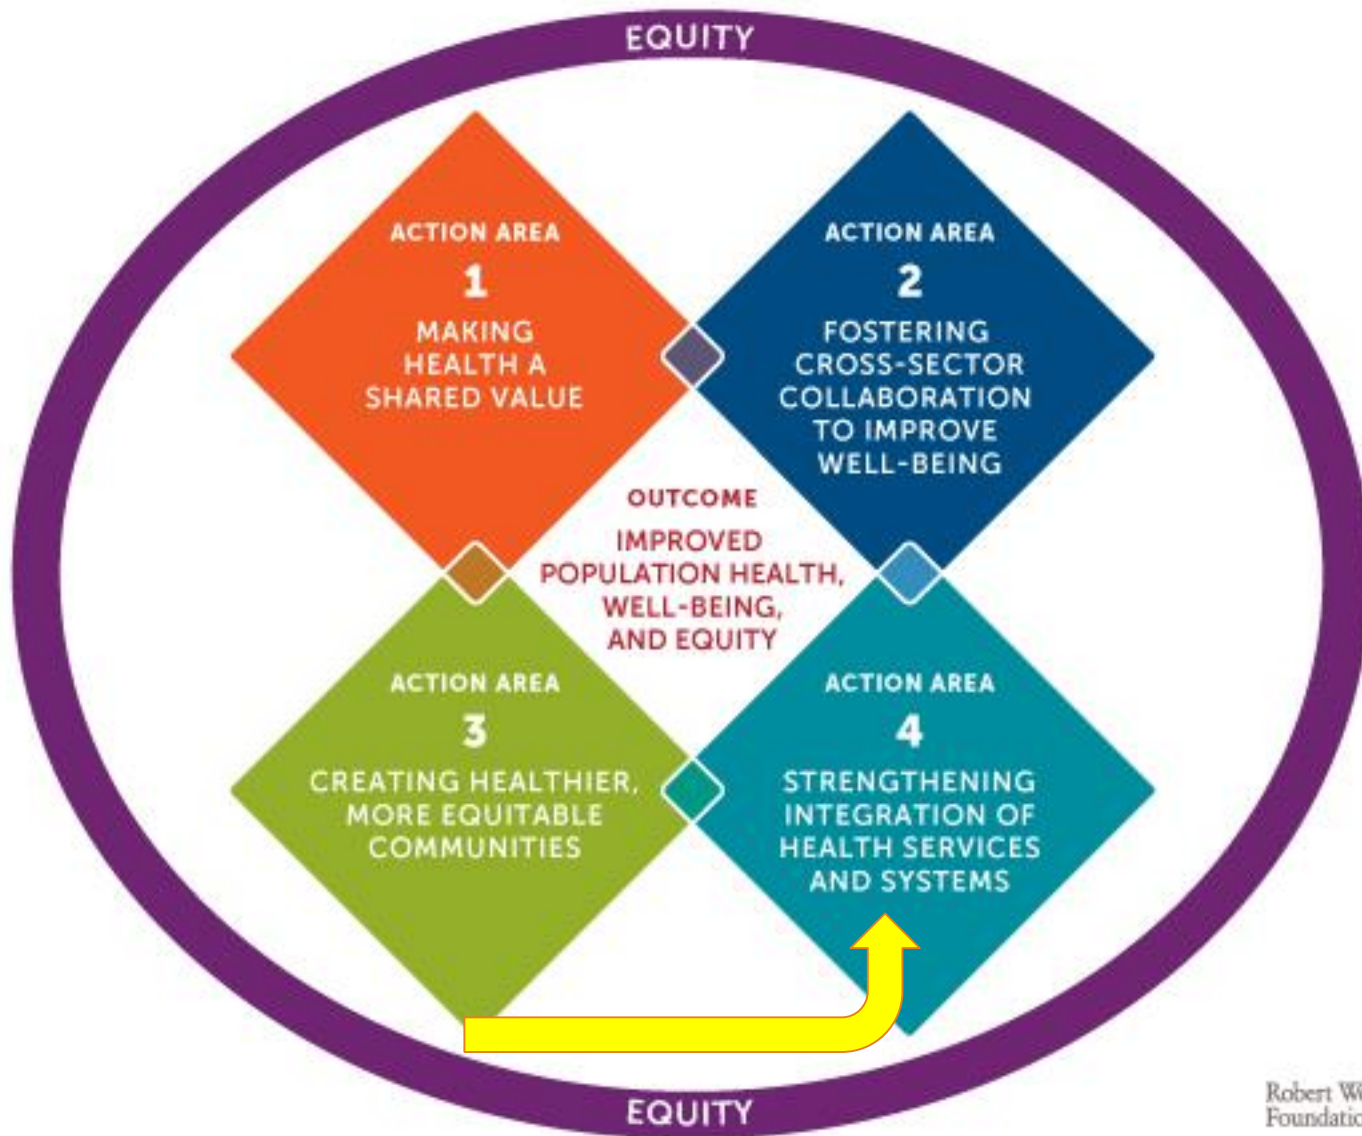 EQUITY
ACTION AREA
1
MAKING
HEALTH A
SHARED VALUE
ACTION AREA
2
FOSTERING
CROSS-SECTOR
COLLABORATION
TO IMPROVE
WELL-BEING
OUTCOME
IMPROVED
POPULATION HEALTH,
WELL-BEING,
AND EQUITY
ACTION AREA
3
CREATING HEALTHIER,
MORE EQUITABLE
COMMUNITIES
ACTION AREA
4
STRENGTHENING
INTEGRATION OF
HEALTH SERVICES
AND SYSTEMS
EQUITY
Robert
Foundatio